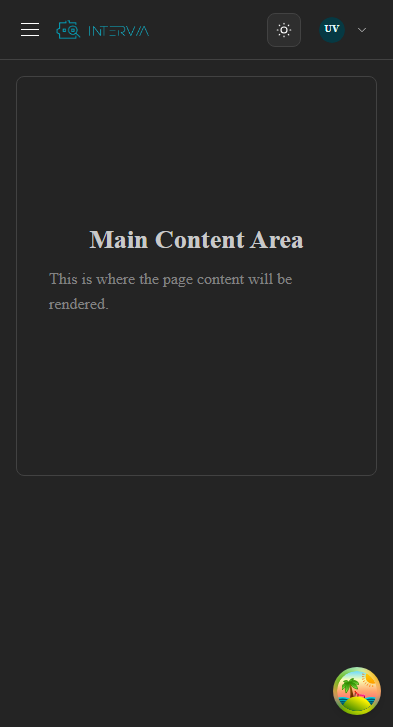 INTERVIA
UV
Main Content Area
This is where the page content will be
rendered.